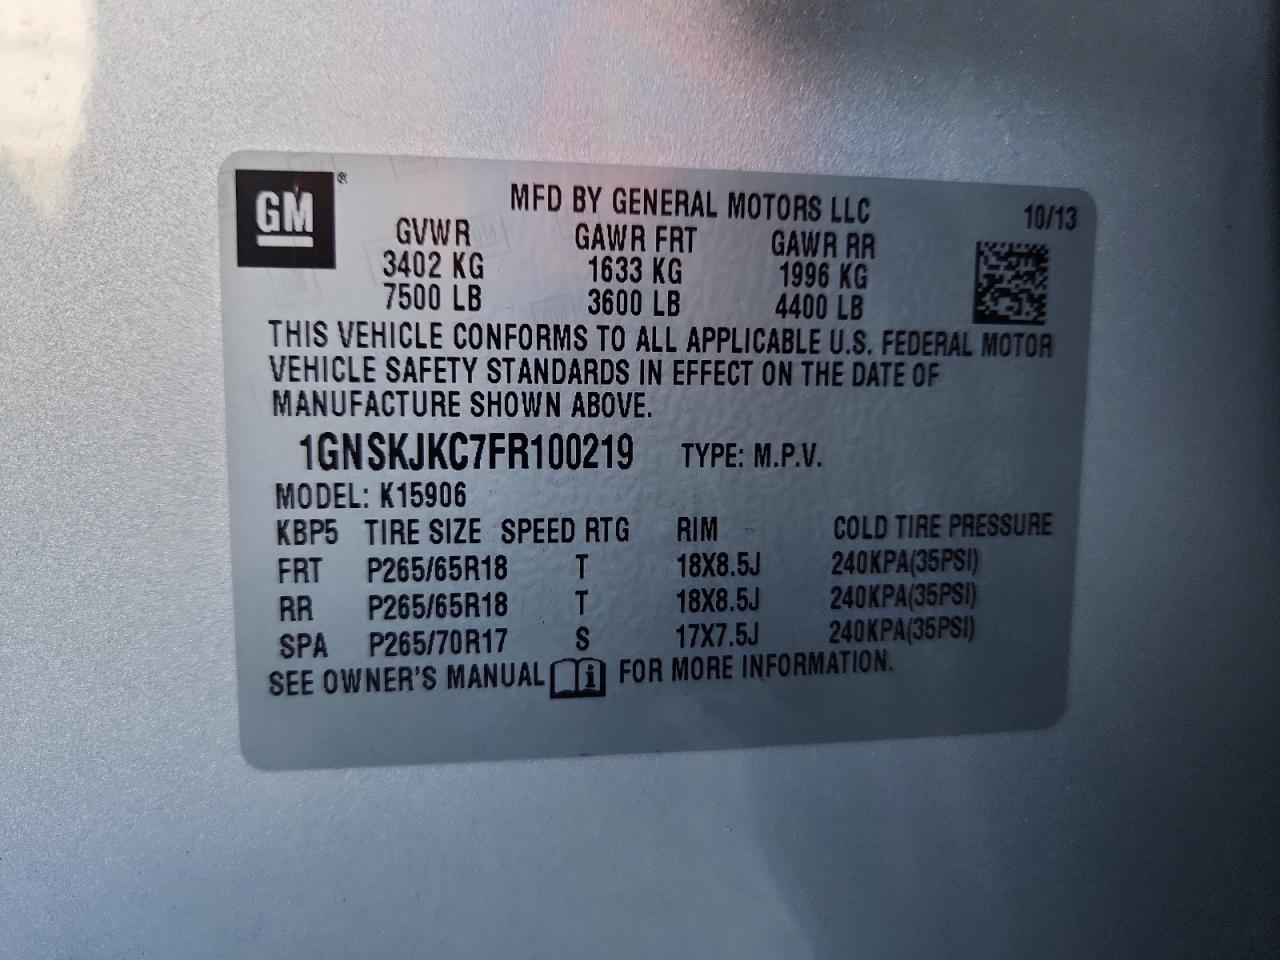 GM®
MFD BY GENERAL MOTORS LLC 10/13
GVWR GAWR FRT GAWR RR
3402 KG 1633 KG 1996 KG
7500 LB 3600 LB 4400 LB
THIS VEHICLE CONFORMS TO ALL APPLICABLE U.S. FEDERAL MOTOR
VEHICLE SAFETY STANDARDS IN EFFECT ON THE DATE OF
MANUFACTURE SHOWN ABOVE.
1GNSKJKC7FR100219 TYPE: M.P.V.
MODEL: K15906
KBP5 TIRE SIZE SPEED RTG RIM COLD TIRE PRESSURE
FRT P265/65R18 T 18X8.5J 240KPA(35PSI)
RR P265/65R18 T 18X8.5J 240KPA(35PSI)
SPA P265/70R17 S 17X7.5J 240KPA(35PSI)
SEE OWNER'S MANUAL i FOR MORE INFORMATION.